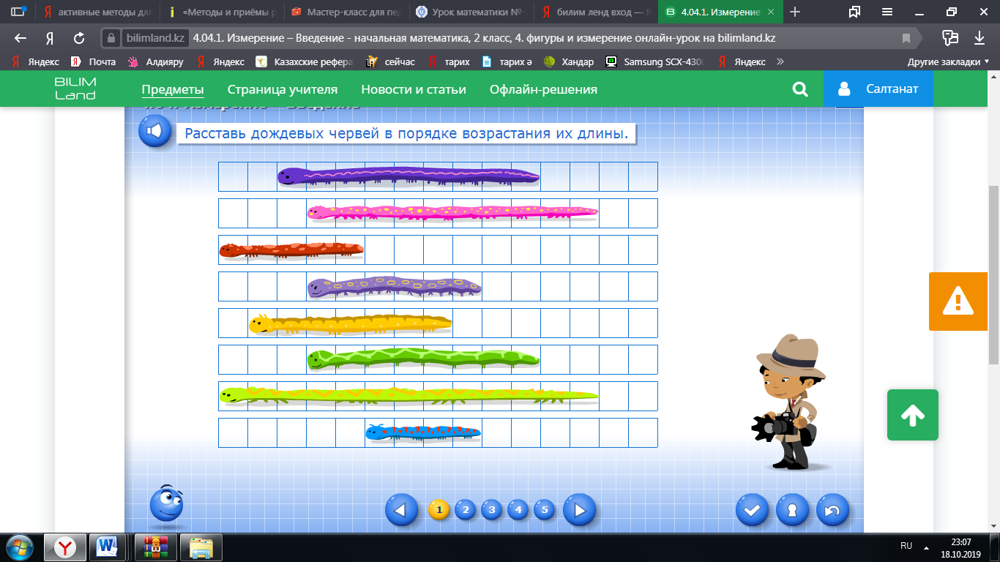 активные методы для
«Методы и приёмы р
Мастер-класс для пед
Урок математики №-
билим ленд вход — Я
4.04.1. Измерение
bilimland.kz
4.04.1. Измерение – Введение - начальная математика, 2 класс, 4. фигуры и измерение онлайн-урок на bilimland.kz
Яндекс
Почта
Алдияру
Яндекс
Казахские рефера
сейчас
тарих
тарих ә
Хандар
Samsung SCX-4300
Яндекс
Другие закладки
BILIM
Land
Предметы
Страница учителя
Новости и статьи
Офлайн-решения
Салтанат
Расставь дождевых червей в порядке возрастания их длины.
1
2
3
4
5
RU
23:07
18.10.2019